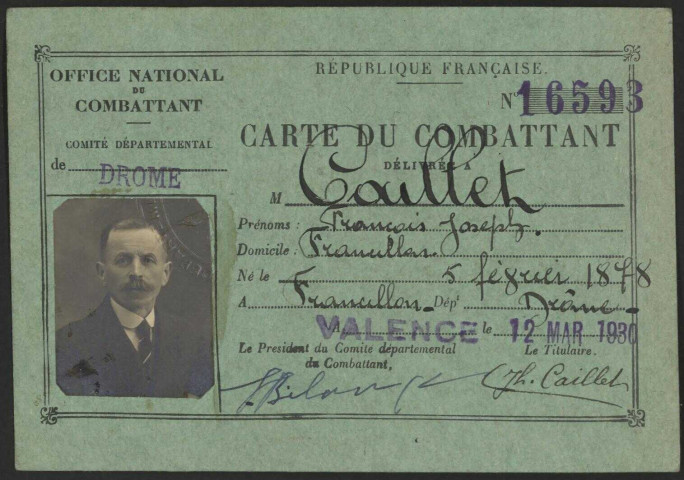 OFFICE NATIONAL
DU
COMBATTANT
COMITÉ DÉPARTEMENTAL
de DROME
RÉPUBLIQUE FRANÇAISE.
N° 16593
CARTE DU COMBATTANT
DÉLIVRÉE A
M Caillet
Prénoms : François Joseph.
Domicile : Francillon.
Né le 5 février 1878
A Francillon Dép! Drôme
A VALENCE le 12 MAR 1930
Le President du Comite départemental
du Combattant,
Le Titulaire.
Jh. Caillet